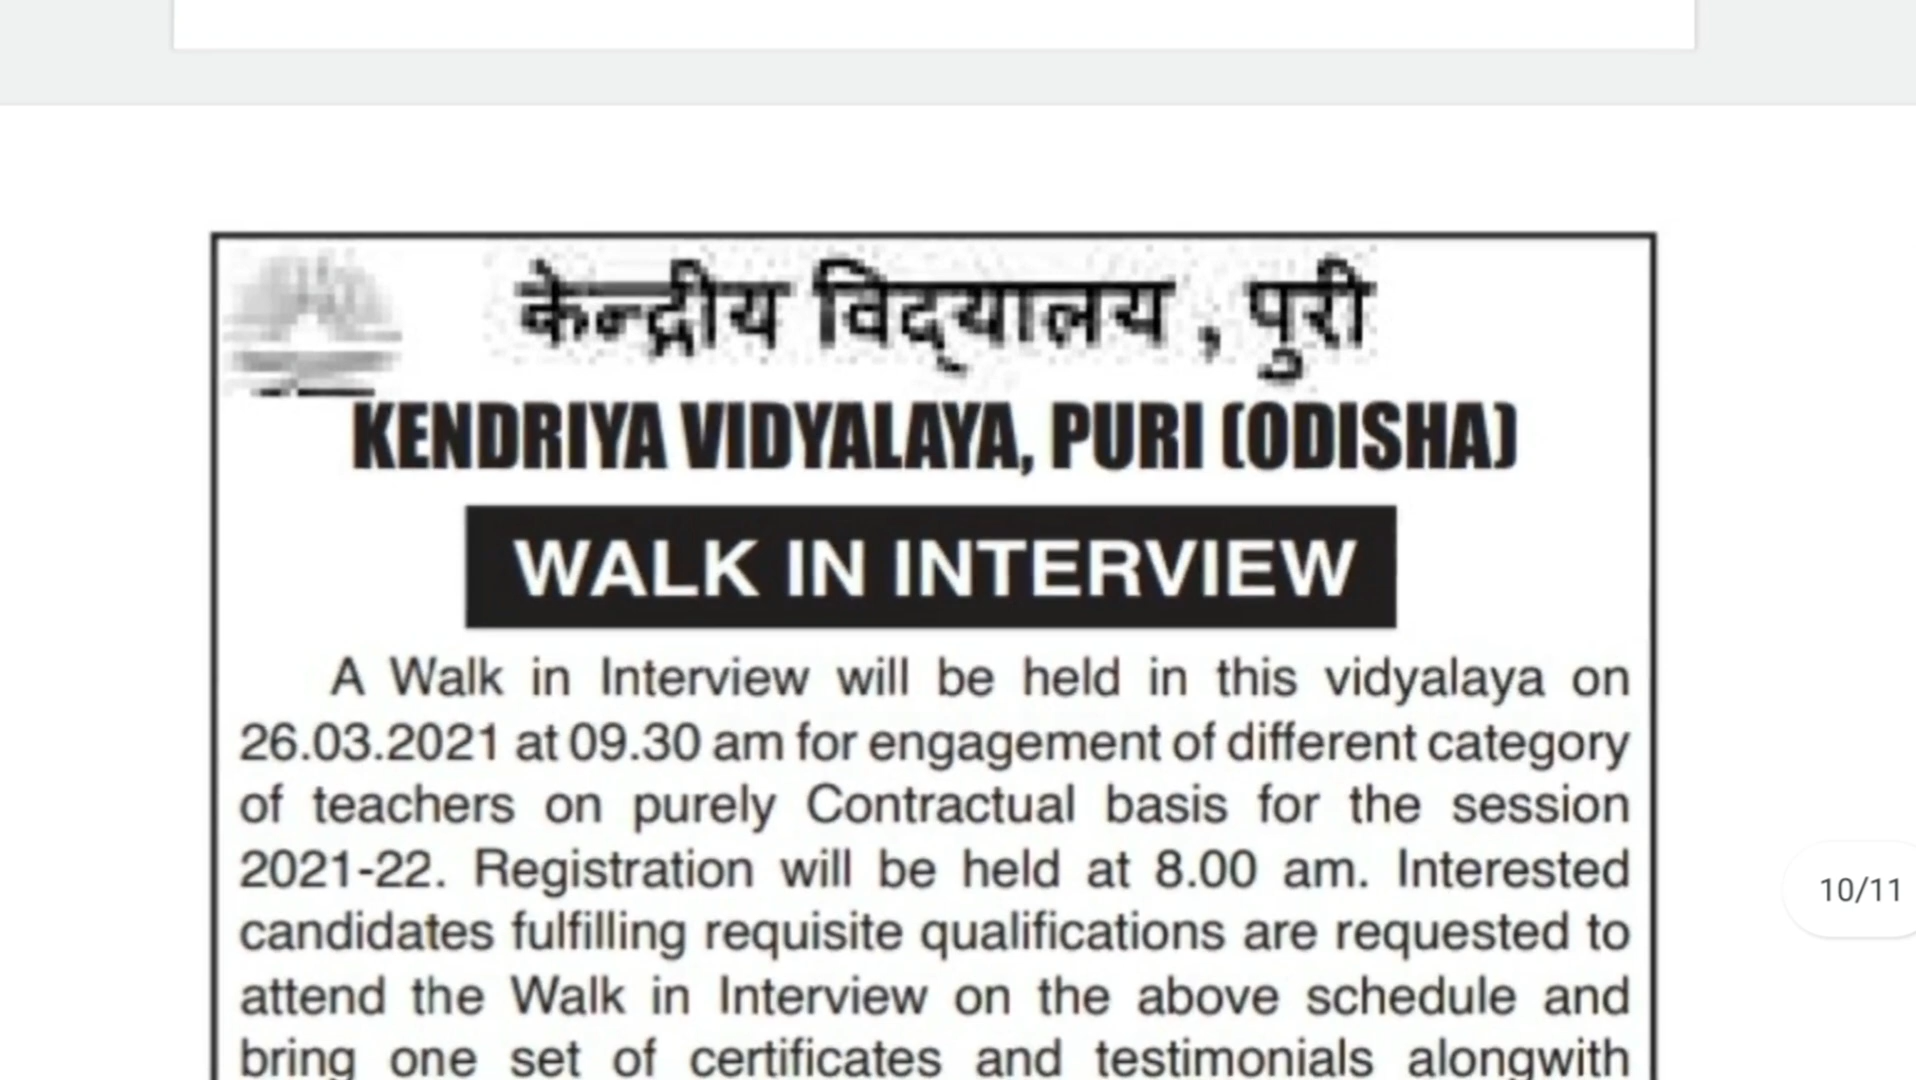 केन्द्रीय विद्यालय , पुरी
KENDRIYA VIDYALAYA, PURI (ODISHA)
WALK IN INTERVIEW
A Walk in Interview will be held in this vidyalaya on
26.03.2021 at 09.30 am for engagement of different category
of teachers on purely Contractual basis for the session
2021-22. Registration will be held at 8.00 am. Interested
candidates fulfilling requisite qualifications are requested to
attend the Walk in Interview on the above schedule and
bring one set of certificates and testimonials alongwith
10/11